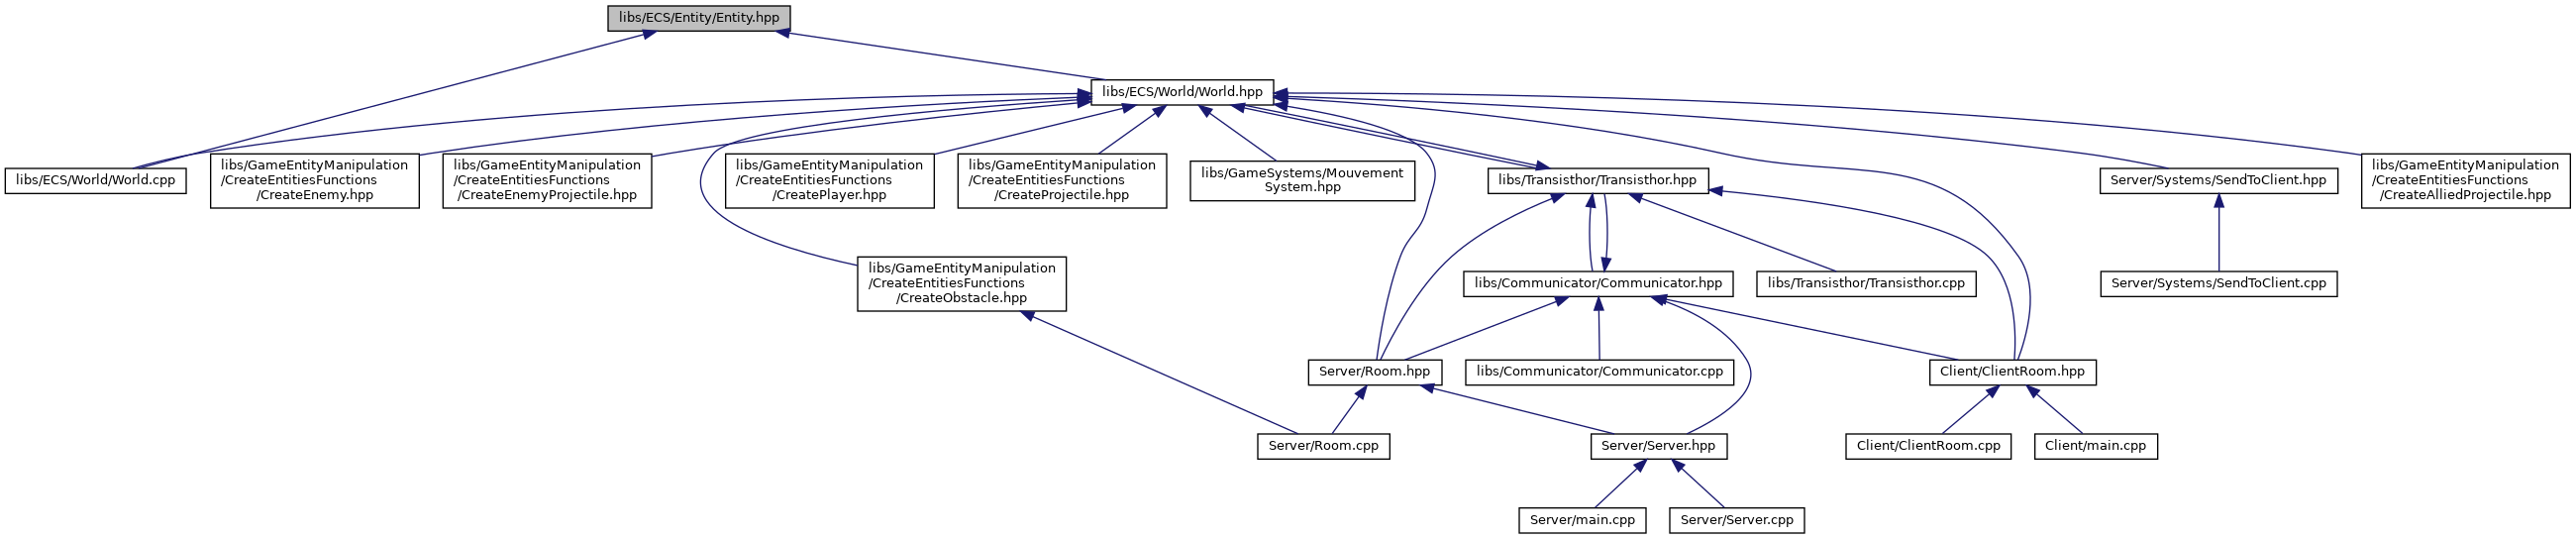 libs/ECS/Entity/Entity.hpp
libs/ECS/World/World.hpp
libs/ECS/World/World.cpp
libs/GameEntityManipulation
/CreateEntitiesFunctions
/CreateEnemy.hpp
libs/GameEntityManipulation
/CreateEntitiesFunctions
/CreateEnemyProjectile.hpp
libs/GameEntityManipulation
/CreateEntitiesFunctions
/CreatePlayer.hpp
libs/GameEntityManipulation
/CreateEntitiesFunctions
/CreateProjectile.hpp
libs/GameSystems/Mouvement
System.hpp
libs/Transisthor/Transisthor.hpp
Server/Systems/SendToClient.hpp
libs/GameEntityManipulation
/CreateEntitiesFunctions
/CreateAlliedProjectile.hpp
libs/GameEntityManipulation
/CreateEntitiesFunctions
/CreateObstacle.hpp
libs/Communicator/Communicator.hpp
libs/Transisthor/Transisthor.cpp
Server/Systems/SendToClient.cpp
Server/Room.hpp
libs/Communicator/Communicator.cpp
Client/ClientRoom.hpp
Server/Room.cpp
Server/Server.hpp
Client/ClientRoom.cpp
Client/main.cpp
Server/main.cpp
Server/Server.cpp